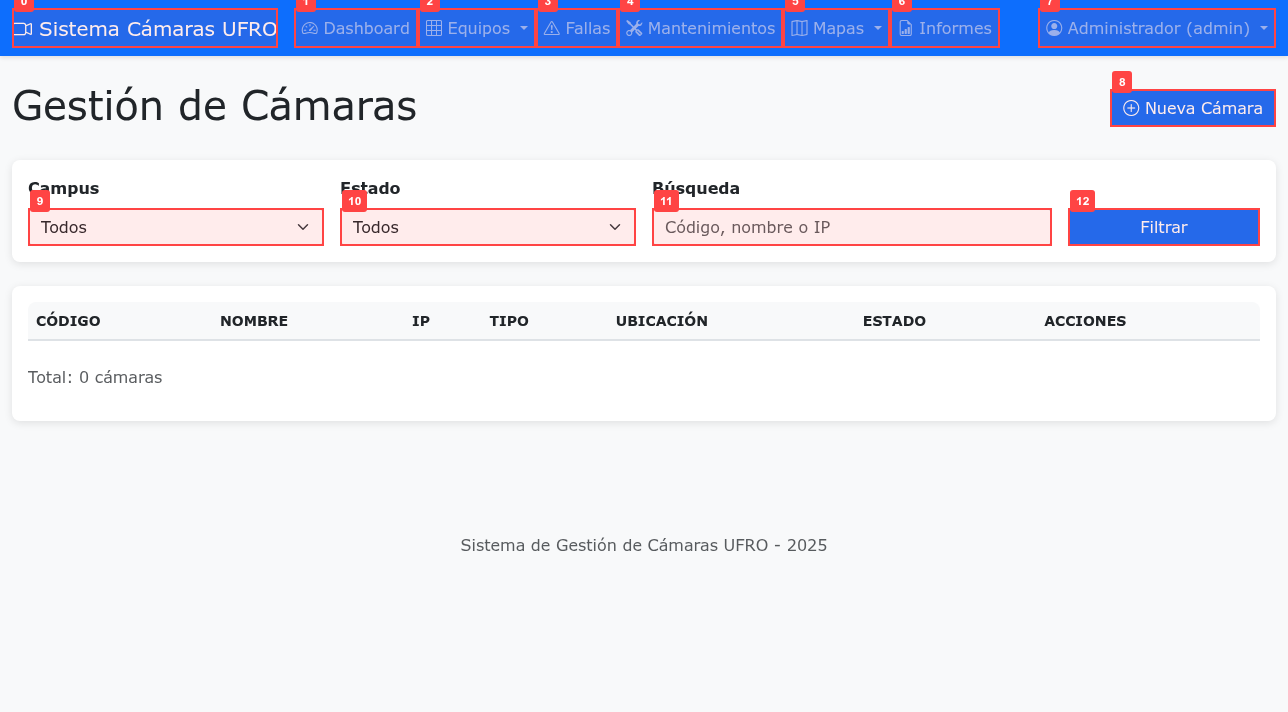 0 1 2 3 4 5 6 7
Sistema Cámaras UFRO Dashboard Equipos Fallas Mantenimientos Mapas Informes Administrador (admin)
8
Gestión de Cámaras Nueva Cámara
Campus Estado Búsqueda
9 10 11 12
Todos Todos Código, nombre o IP Filtrar
CÓDIGO NOMBRE IP TIPO UBICACIÓN ESTADO ACCIONES
Total: 0 cámaras
Sistema de Gestión de Cámaras UFRO - 2025